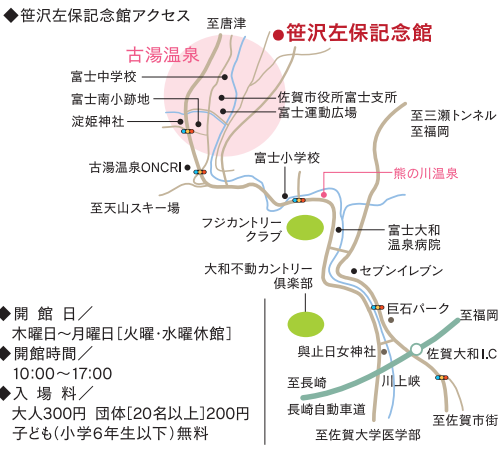 ◆笹沢左保記念館アクセス
至唐津
●笹沢左保記念館
古湯温泉
富士中学校
富士南小跡地
淀姫神社
佐賀市役所富士支所
富士運動広場
至三瀬トンネル
至福岡
古湯温泉ONCRI
富士小学校
熊の川温泉
至天山スキー場
フジカントリー
クラブ
富士大和
温泉病院
大和不動カントリー
倶楽部
セブンイレブン
巨石パーク
至福岡
與止日女神社
佐賀大和I.C
川上峡
至長崎
長崎自動車道
至佐賀市街
至佐賀大学医学部
◆開館日／
木曜日～月曜日[火曜・水曜休館]
◆開館時間／
10:00～17:00
◆入場料／
大人300円 団体[20名以上]200円
子ども(小学6年生以下)無料